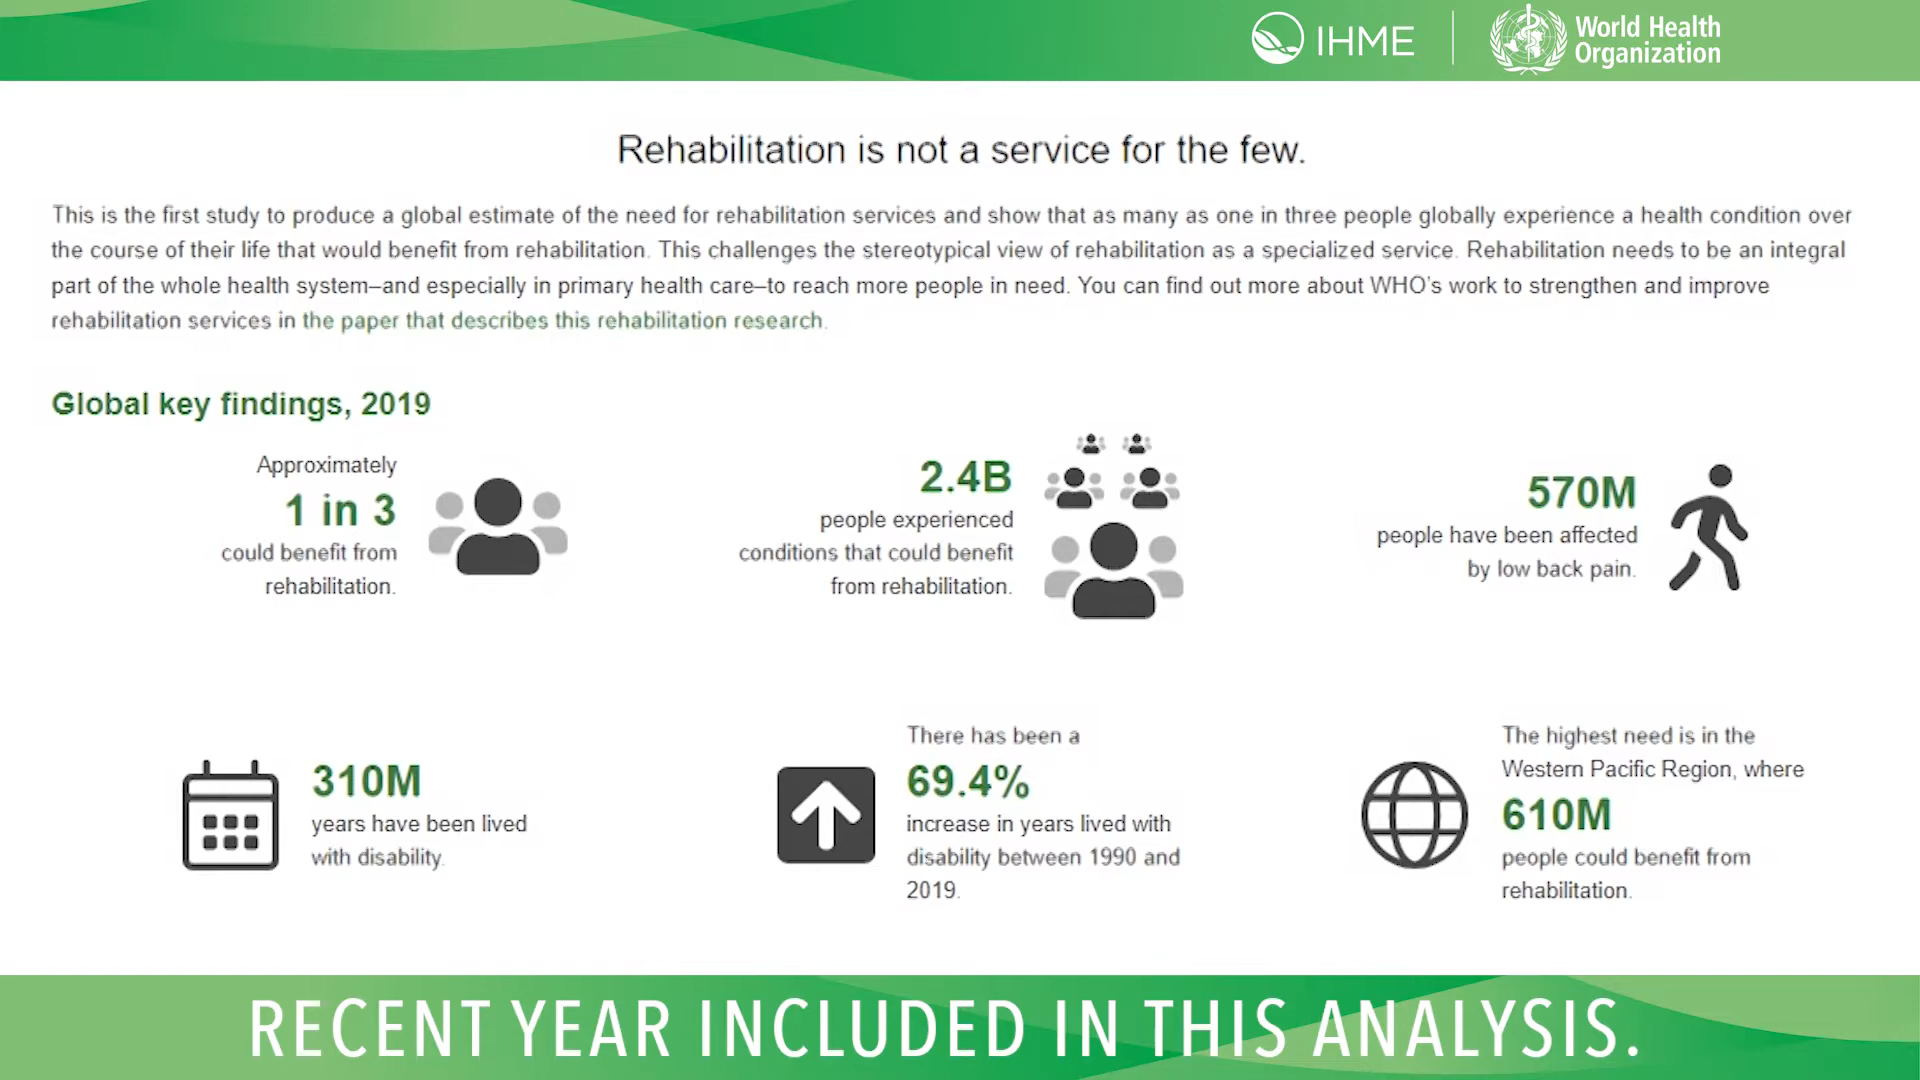 IHME
World Health
Organization
Rehabilitation is not a service for the few.
This is the first study to produce a global estimate of the need for rehabilitation services and show that as many as one in three people globally experience a health condition over
the course of their life that would benefit from rehabilitation. This challenges the stereotypical view of rehabilitation as a specialized service. Rehabilitation needs to be an integral
part of the whole health system–and especially in primary health care–to reach more people in need. You can find out more about WHO's work to strengthen and improve
rehabilitation services in the paper that describes this rehabilitation research.
Global key findings, 2019
Approximately
1 in 3
could benefit from
rehabilitation.
2.4B
people experienced
conditions that could benefit
from rehabilitation.
570M
people have been affected
by low back pain.
310M
years have been lived
with disability.
There has been a
69.4%
increase in years lived with
disability between 1990 and
2019.
The highest need is in the
Western Pacific Region, where
610M
people could benefit from
rehabilitation.
RECENT YEAR INCLUDED IN THIS ANALYSIS.